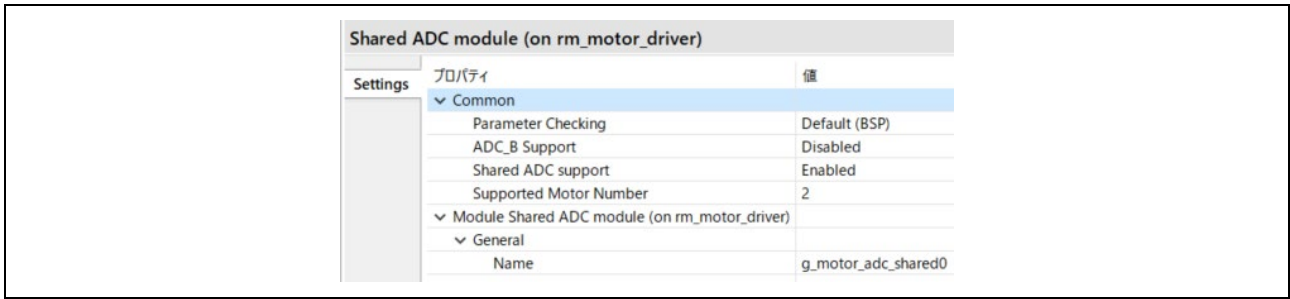 Shared ADC module (on rm_motor_driver)
Settings
プロパティ 値
Common
Parameter Checking Default (BSP)
ADC_B Support Disabled
Shared ADC support Enabled
Supported Motor Number 2
Module Shared ADC module (on rm_motor_driver)
General
Name g_motor_adc_shared0